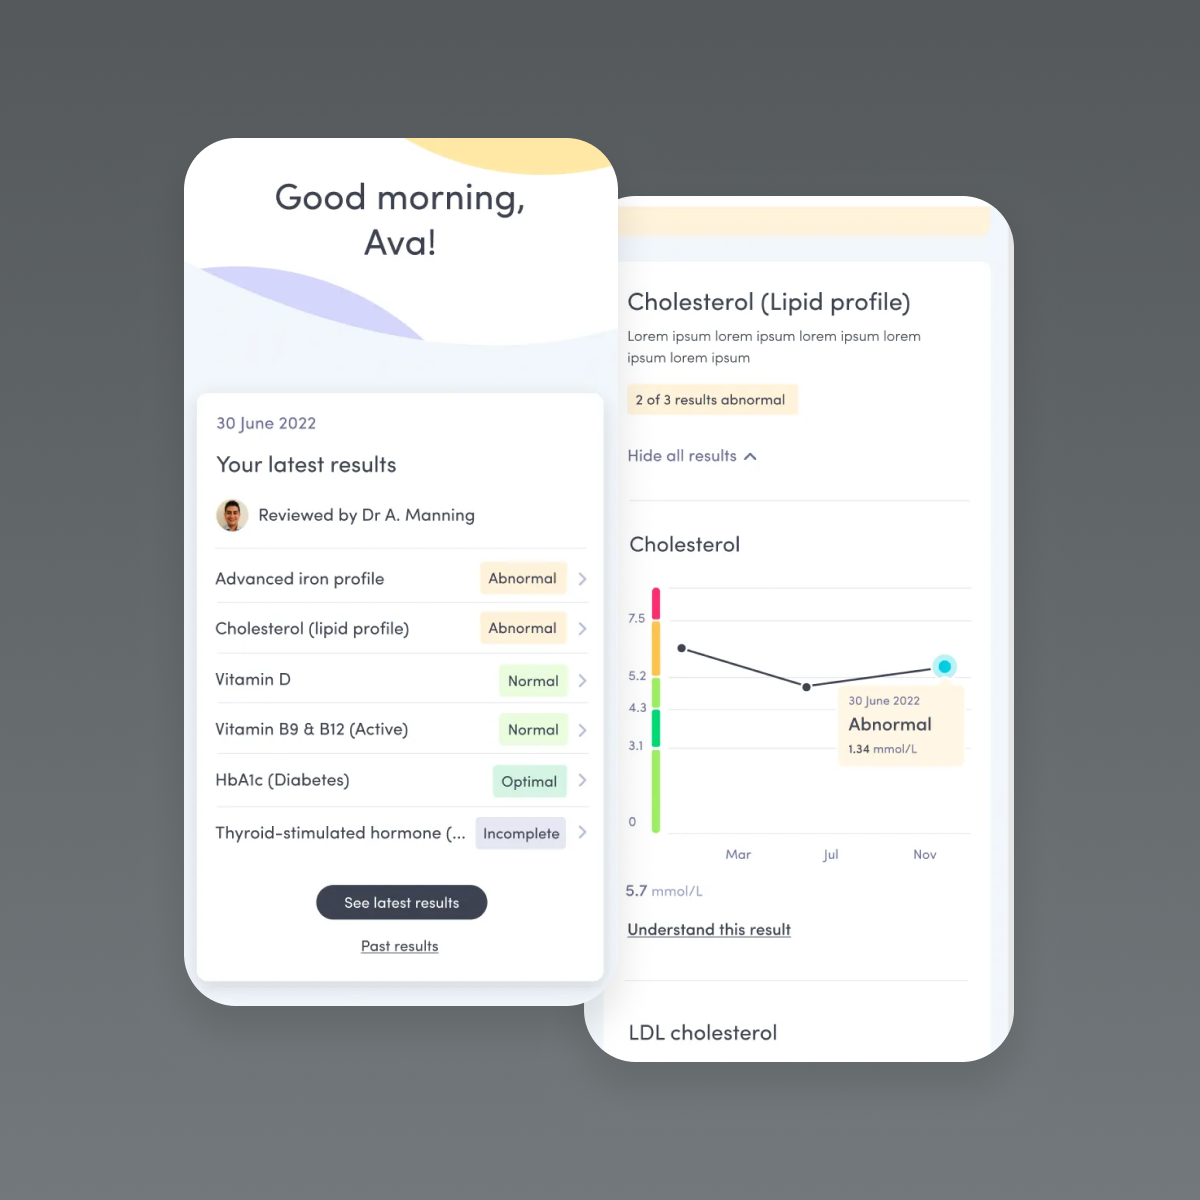 Good morning,
Ava!
30 June 2022
Your latest results
Reviewed by Dr A. Manning
Advanced iron profile Abnormal
Cholesterol (lipid profile) Abnormal
Vitamin D Normal
Vitamin B9 & B12 (Active) Normal
HbA1c (Diabetes) Optimal
Thyroid-stimulated hormone (... Incomplete
See latest results
Past results
Cholesterol (Lipid profile)
Lorem ipsum lorem ipsum lorem ipsum lorem
ipsum lorem ipsum
2 of 3 results abnormal
Hide all results
Cholesterol
7.5
5.2
4.3
3.1
0
30 June 2022
Abnormal
1.34 mmol/L
Mar Jul Nov
5.7 mmol/L
Understand this result
LDL cholesterol